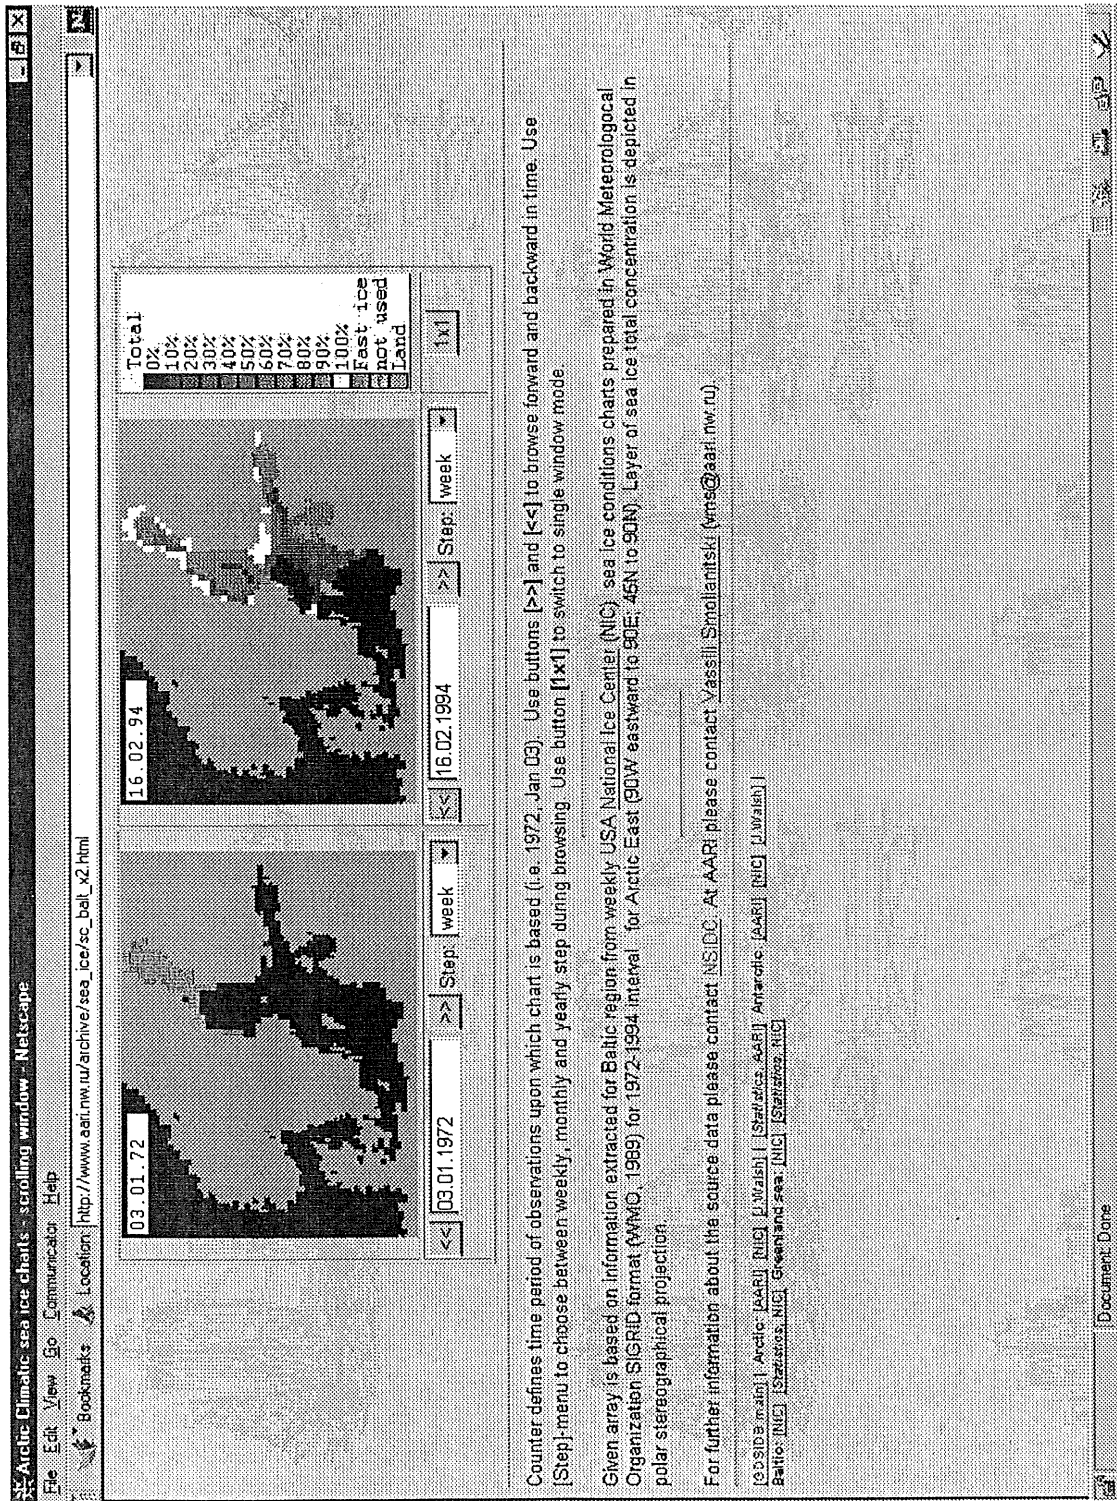 Arctic Climatic sea ice charts - scrolling window - Netscape
File Edit View Go Communicator Help
Bookmarks Location: http://www.aari.nw.ru/archive/sea_ice/sc_balt_x2.html
03.01.72
16.02.94
Total
0%
10%
20%
30%
40%
50%
60%
70%
80%
90%
100%
Fast ice
not used
Land
<< 03.01.1972 >> Step: week
<< 16.02.1994 >> Step: week
1x1
Counter defines time period of observations upon which chart is based (i.e. 1972, Jan 03). Use buttons [>>] and [<<] to browse forward and backward in time. Use
[Step]-menu to choose between weekly, monthly and yearly step during browsing. Use button [1x1] to switch to single window mode.
Given array is based on information extracted for Baltic region from weekly USA National Ice Center (NIC) sea ice conditions charts prepared in World Meteorologocal
Organization SIGRID format (WMO, 1989) for 1972-1994 interval for Arctic East (90W eastward to 90E; 45N to 90N). Layer of sea ice total concentration is depicted in
polar stereographical projection.
For further information about the source data please contact NSIDC. At AARI please contact Vassili Smolianitski (vms@aari.nw.ru).
[GDSIDB main] | Arctic: [AARI] [NIC] [J.Walsh] | [Statistics, AARI] Antarctic [AARI] [NIC] [J.Walsh] |
Baltic: [NIC] [Statistics, NIC] Greenland sea: [NIC] [Statistics, NIC]
Document: Done